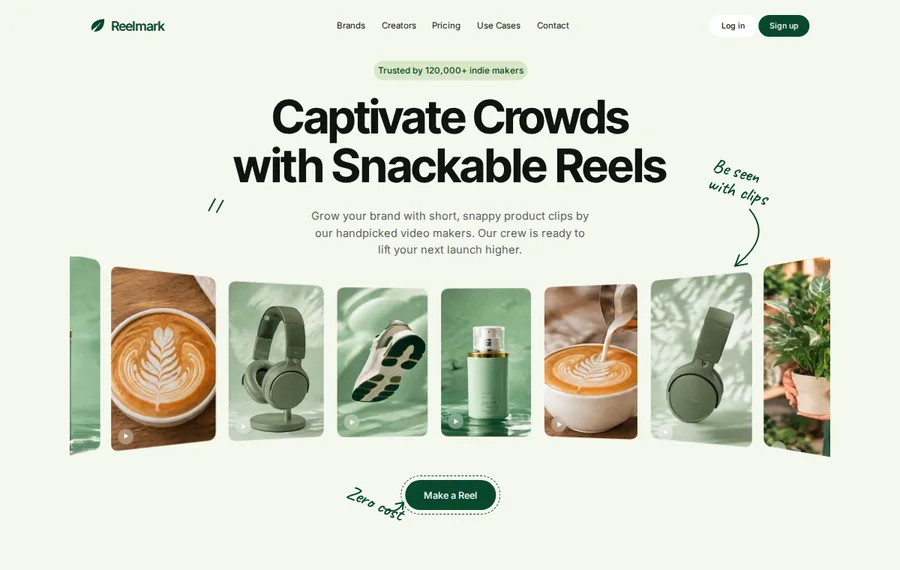 Reelmark
Brands
Creators
Pricing
Use Cases
Contact
Log in
Sign up
Trusted by 120,000+ indie makers
Captivate Crowds
with Snackable Reels
Be seen
with clips
Grow your brand with short, snappy product clips by
our handpicked video makers. Our crew is ready to
lift your next launch higher.
Make a Reel
Zero cost